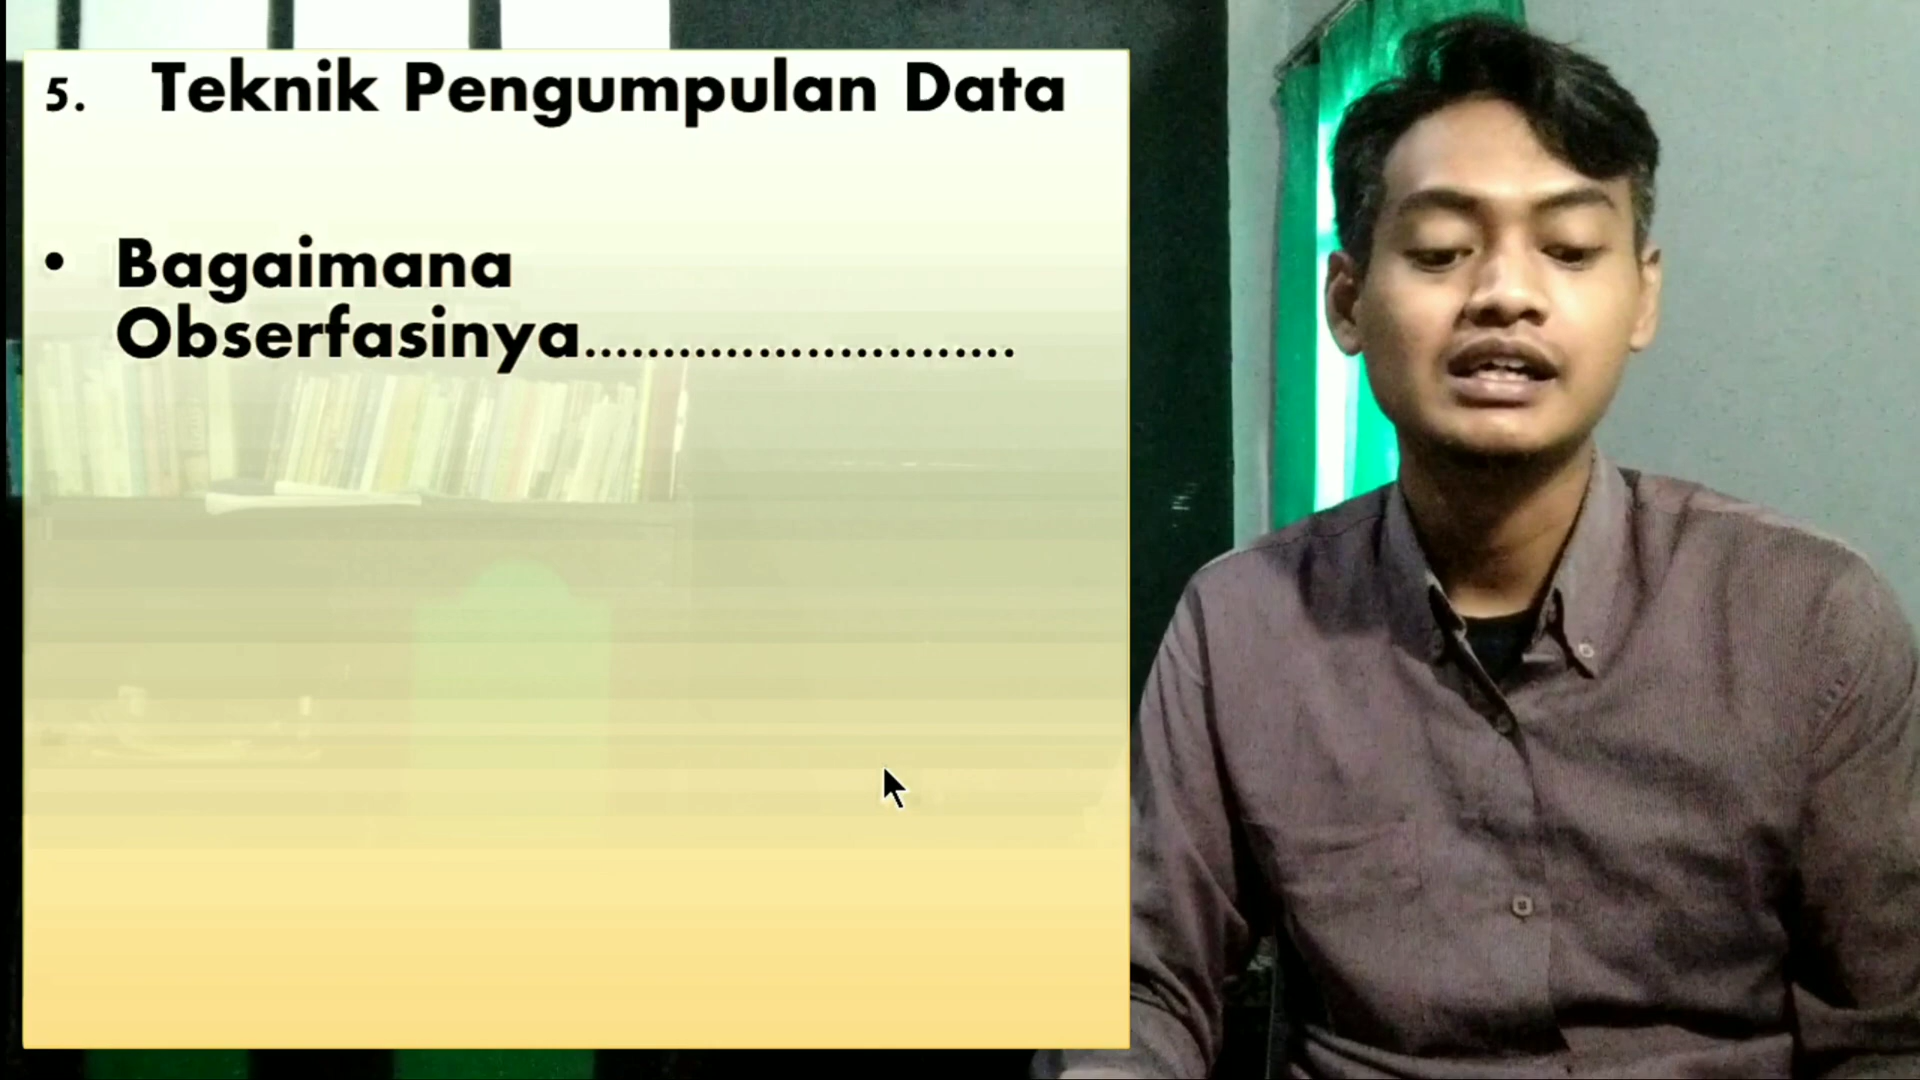 5. Teknik Pengumpulan Data
• Bagaimana
Obserfasinya...........................